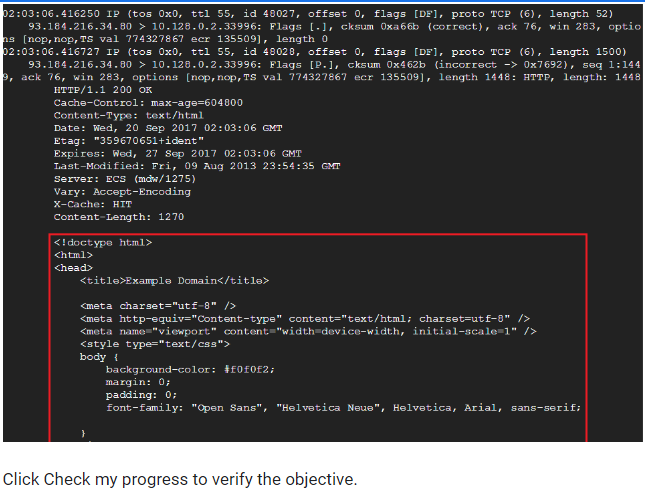 02:03:06.416250 IP (tos 0x0, ttl 55, id 48027, offset 0, flags [DF], proto TCP (6), length 52)
93.184.216.34.80 > 10.128.0.2.33996: Flags [.], cksum 0xa66b (correct), ack 76, win 283, optio
ns [nop,nop,TS val 774327867 ecr 135509], length 0
02:03:06.416727 IP (tos 0x0, ttl 55, id 48028, offset 0, flags [DF], proto TCP (6), length 1500)
93.184.216.34.80 > 10.128.0.2.33996: Flags [P.], cksum 0x462b (incorrect -> 0x7692), seq 1:144
9, ack 76, win 283, options [nop,nop,TS val 774327867 ecr 135509], length 1448: HTTP, length: 1448
HTTP/1.1 200 OK
Cache-Control: max-age=604800
Content-Type: text/html
Date: Wed, 20 Sep 2017 02:03:06 GMT
Etag: "359670651+ident"
Expires: Wed, 27 Sep 2017 02:03:06 GMT
Last-Modified: Fri, 09 Aug 2013 23:54:35 GMT
Server: ECS (mdw/1275)
Vary: Accept-Encoding
X-Cache: HIT
Content-Length: 1270
<!doctype html>
<html>
<head>
<title>Example Domain</title>
<meta charset="utf-8" />
<meta http-equiv="Content-type" content="text/html; charset=utf-8" />
<meta name="viewport" content="width=device-width, initial-scale=1" />
<style type="text/css">
body {
background-color: #f0f0f2;
margin: 0;
padding: 0;
font-family: "Open Sans", "Helvetica Neue", Helvetica, Arial, sans-serif;
}
Click Check my progress to verify the objective.